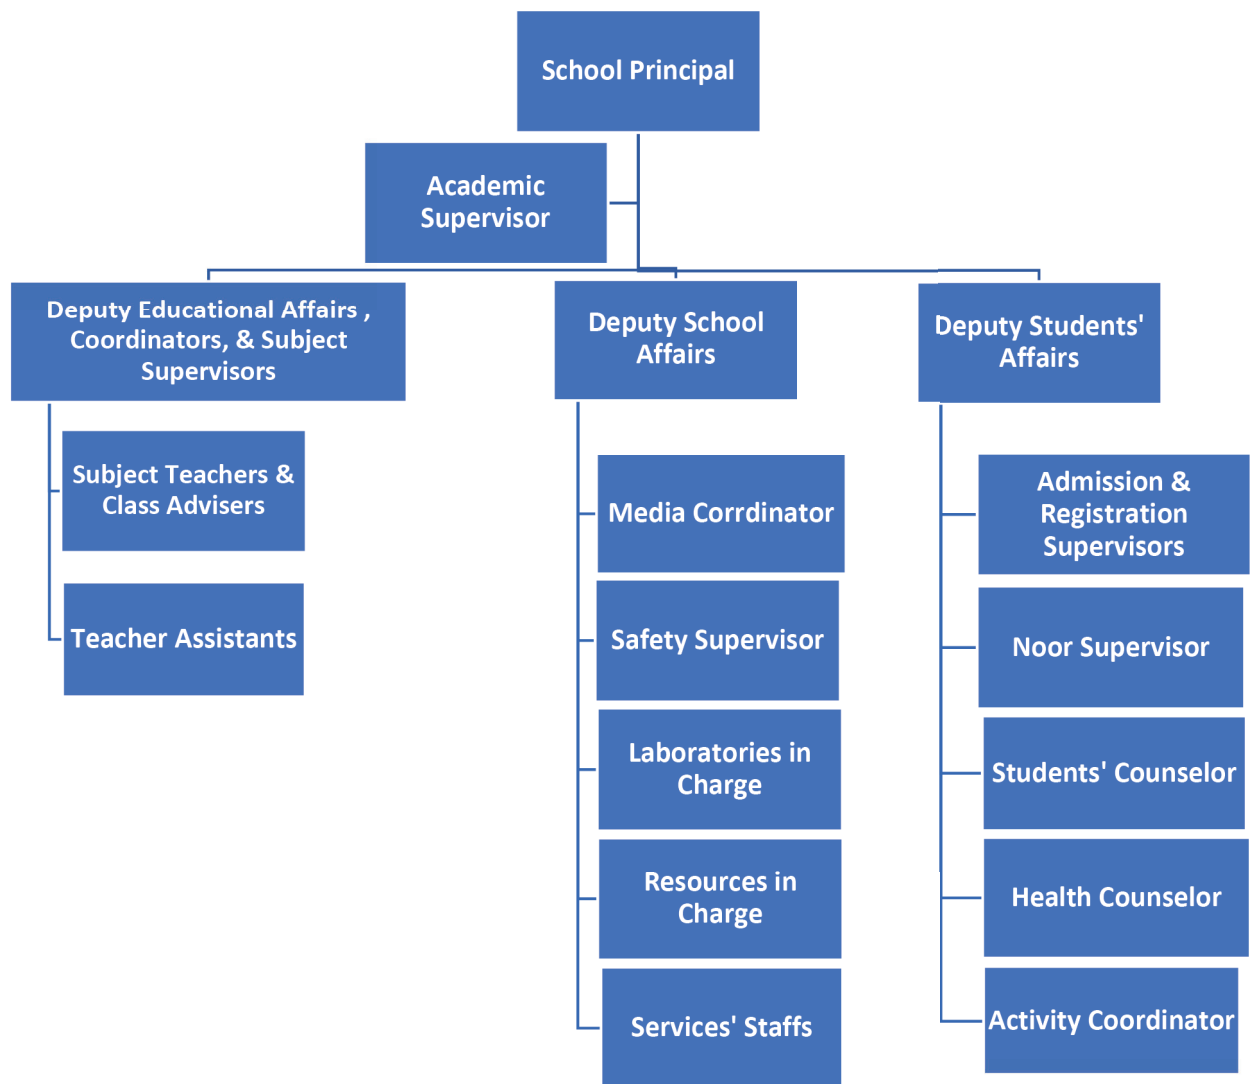 School Principal
Academic
Supervisor
Deputy Educational Affairs ,
Coordinators, & Subject
Supervisors
Subject Teachers &
Class Advisers
Teacher Assistants
Deputy School
Affairs
Media Corrdinator
Safety Supervisor
Laboratories in
Charge
Resources in
Charge
Services' Staffs
Deputy Students'
Affairs
Admission &
Registration
Supervisors
Noor Supervisor
Students' Counselor
Health Counselor
Activity Coordinator